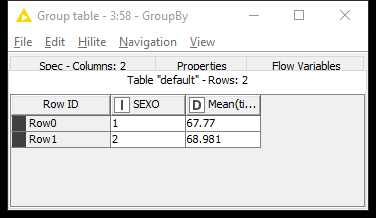 Group table - 3:58 - GroupBy
File Edit Hilite Navigation View
Spec - Columns: 2 Properties Flow Variables
Table "default" - Rows: 2
Row ID I SEXO D Mean(ti...
Row0 1 67.77
Row1 2 68.981